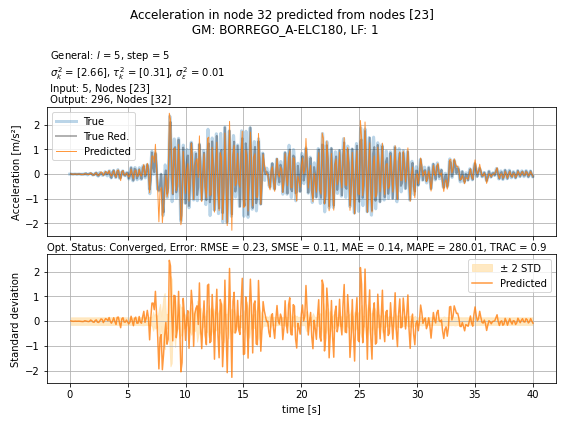 Acceleration in node 32 predicted from nodes [23]
GM: BORREGO_A-ELC180, LF: 1
General: l = 5, step = 5
σ²ₖ = [2.66], τ²ₖ = [0.31], σ²ε = 0.01
Input: 5, Nodes [23]
Output: 296, Nodes [32]
True
True Red.
Predicted
Acceleration [m/s²]
2
1
0
−1
−2
Opt. Status: Converged, Error: RMSE = 0.23, SMSE = 0.11, MAE = 0.14, MAPE = 280.01, TRAC = 0.9
± 2 STD
Predicted
Standard deviation
2
1
0
−1
−2
0 5 10 15 20 25 30 35 40
time [s]